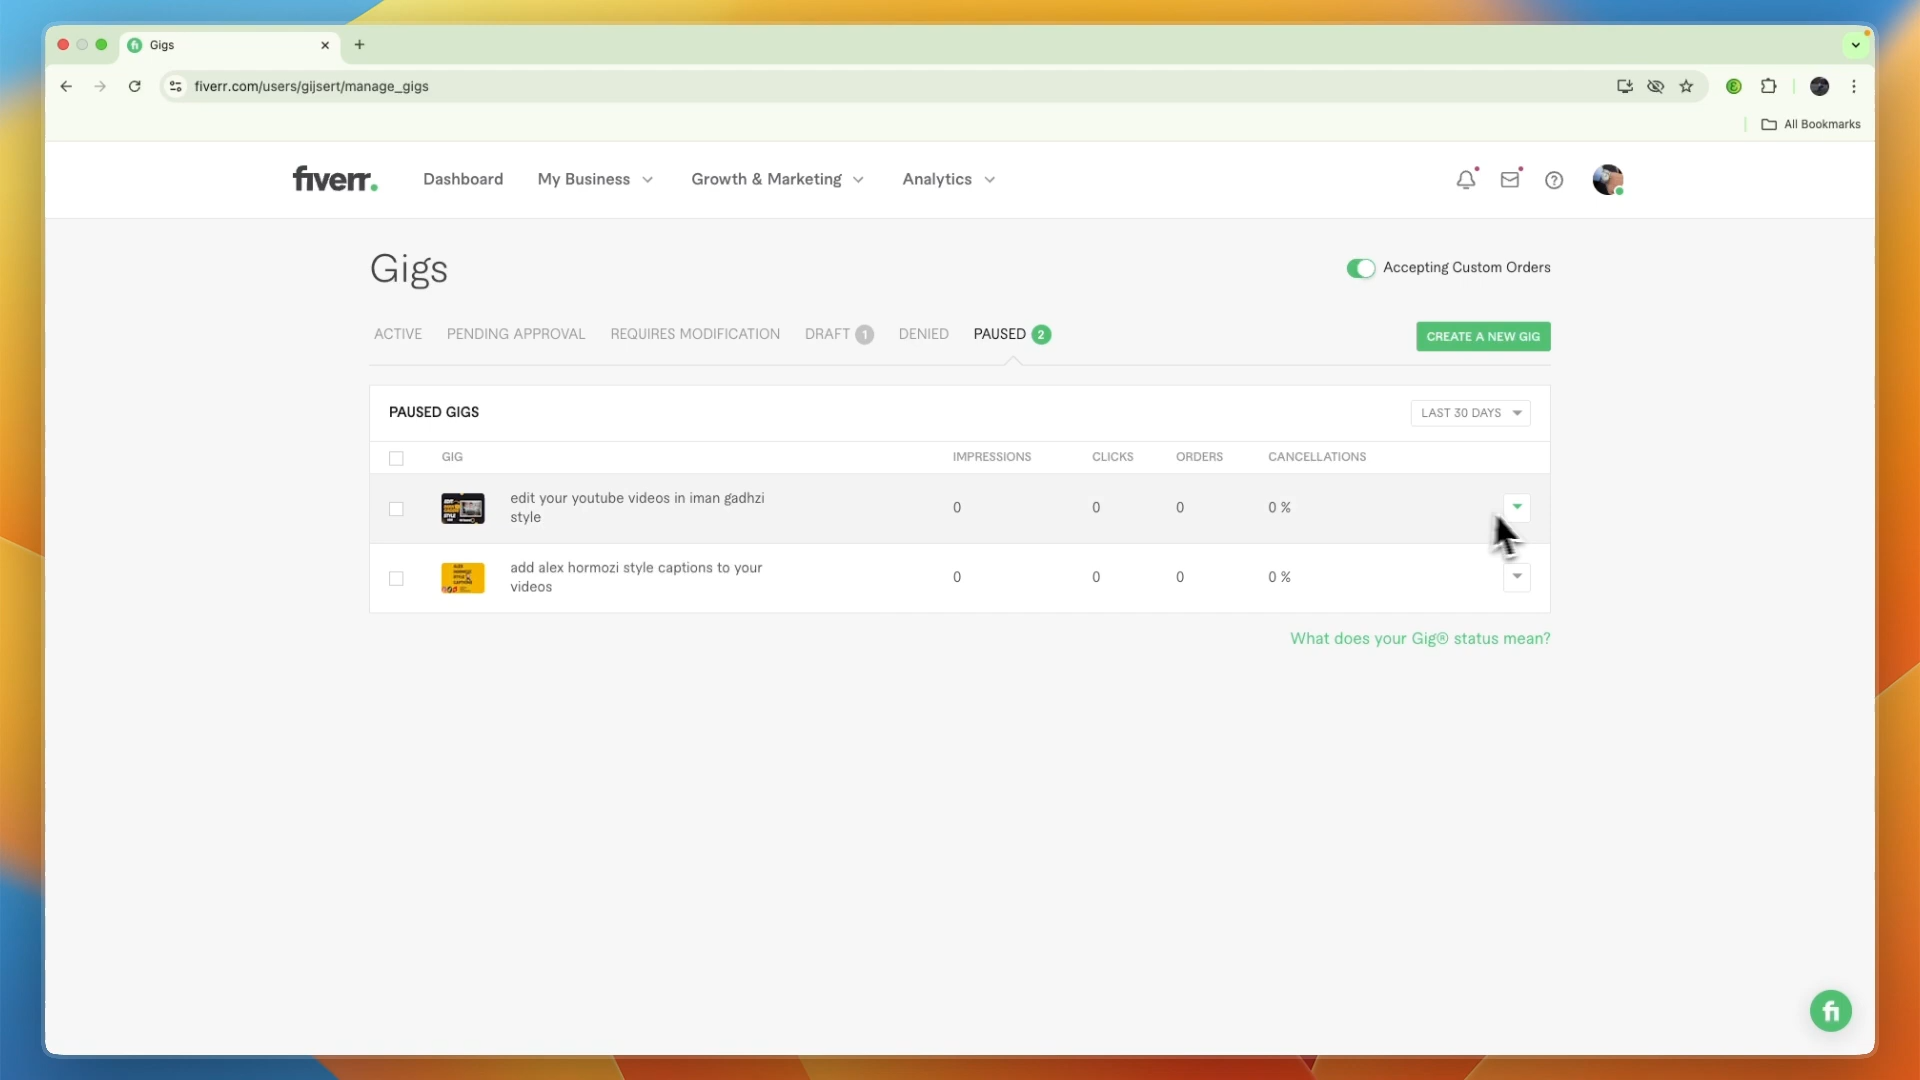 Gigs
fiverr.com/users/gijsert/manage_gigs
All Bookmarks
fiverr.
Dashboard
My Business
Growth & Marketing
Analytics
Gigs
Accepting Custom Orders
ACTIVE
PENDING APPROVAL
REQUIRES MODIFICATION
DRAFT 1
DENIED
PAUSED 2
CREATE A NEW GIG
PAUSED GIGS
LAST 30 DAYS
GIG
IMPRESSIONS
CLICKS
ORDERS
CANCELLATIONS
edit your youtube videos in iman gadhzi
style
0
0
0
0 %
add alex hormozi style captions to your
videos
0
0
0
0 %
What does your Gig® status mean?
fi